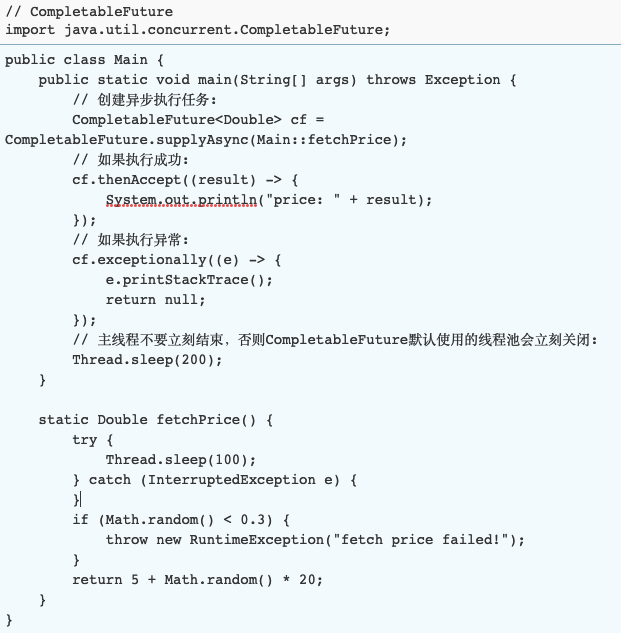 // CompletableFuture
import java.util.concurrent.CompletableFuture;
public class Main {
    public static void main(String[] args) throws Exception {
        // 创建异步执行任务:
        CompletableFuture<Double> cf =
CompletableFuture.supplyAsync(Main::fetchPrice);
        // 如果执行成功:
        cf.thenAccept((result) -> {
            System.out.println("price: " + result);
        });
        // 如果执行异常:
        cf.exceptionally((e) -> {
            e.printStackTrace();
            return null;
        });
        // 主线程不要立刻结束，否则CompletableFuture默认使用的线程池会立刻关闭:
        Thread.sleep(200);
    }

    static Double fetchPrice() {
        try {
            Thread.sleep(100);
        } catch (InterruptedException e) {
        }
        if (Math.random() < 0.3) {
            throw new RuntimeException("fetch price failed!");
        }
        return 5 + Math.random() * 20;
    }
}